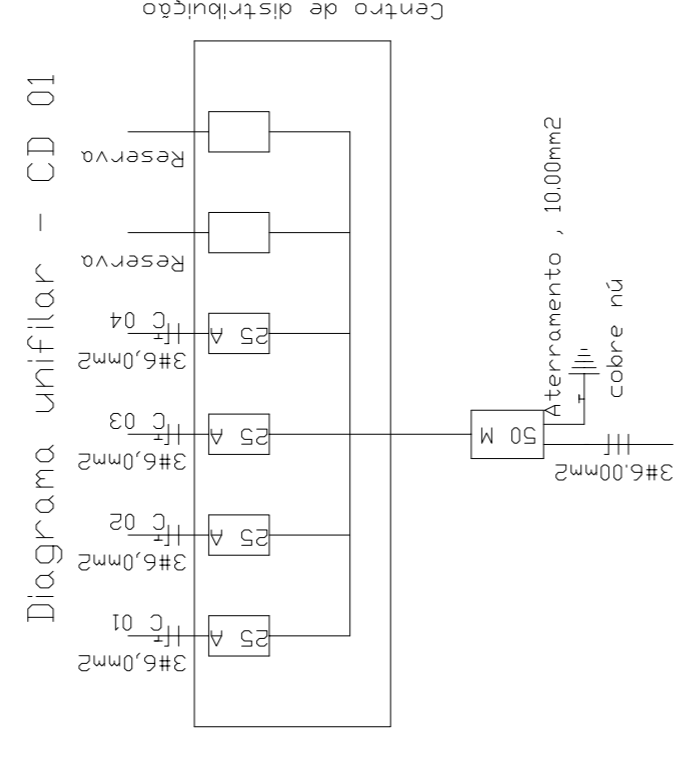 Diagrama unifilar - CD 01
Centro de distribuição
Reserva
Reserva
C 04
3#6,0mm2
25 A
C 03
3#6,0mm2
25 A
C 02
3#6,0mm2
25 A
C 01
3#6,0mm2
25 A
50 M
3#6.00mm2
Aterramento , 10.00mm2
cobre nú